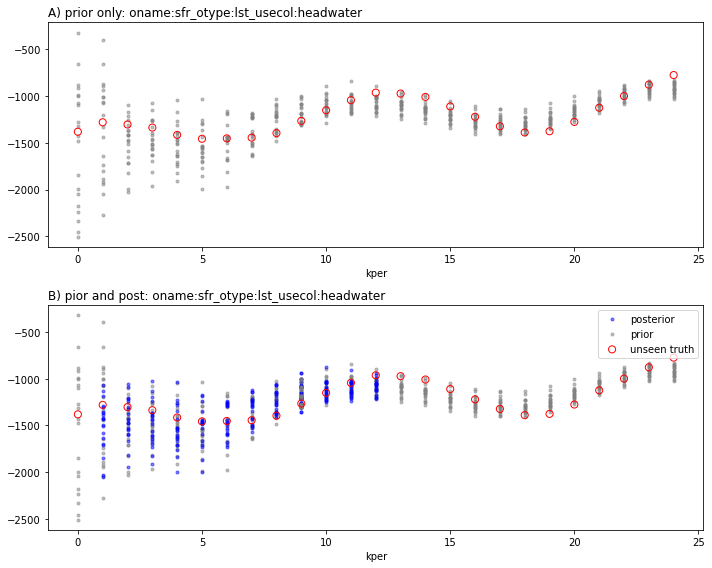 A) prior only: oname:sfr_otype:lst_usecol:headwater
−500
−1000
−1500
−2000
−2500
0 5 10 15 20 25
kper
B) pior and post: oname:sfr_otype:lst_usecol:headwater
posterior
prior
unseen truth
−500
−1000
−1500
−2000
−2500
0 5 10 15 20 25
kper